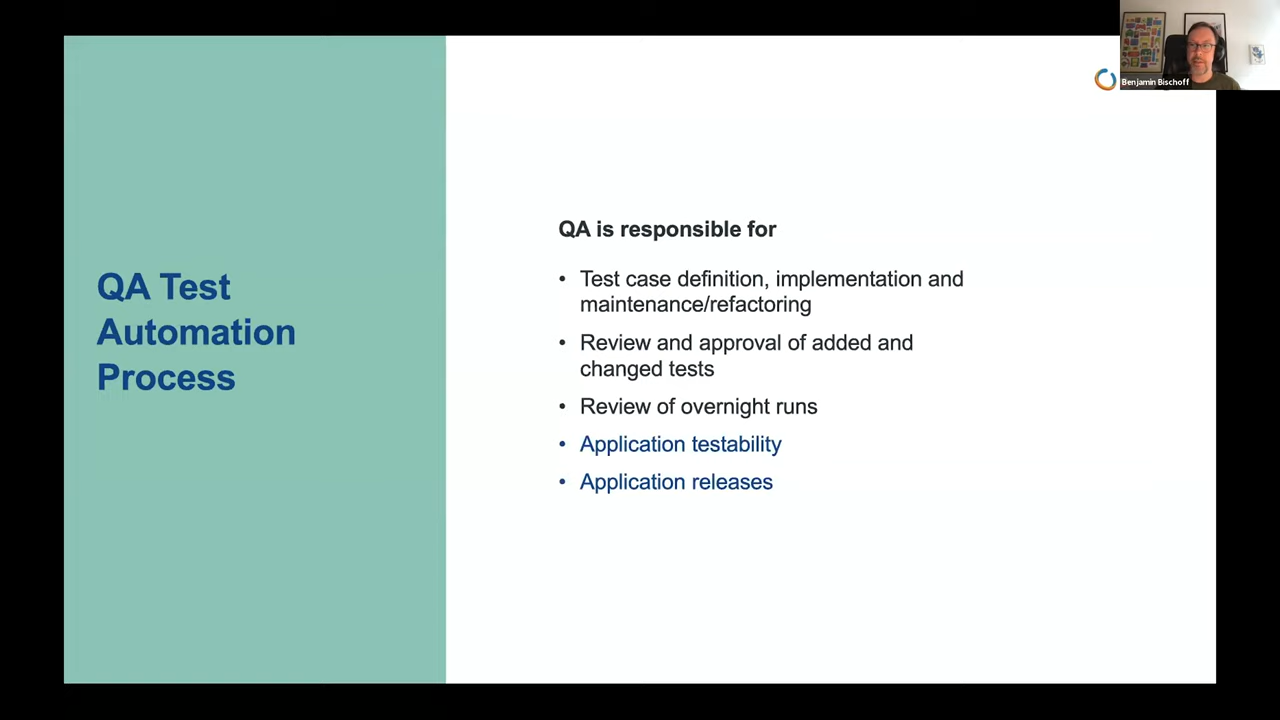 Benjamin Bischoff
QA Test
Automation
Process
QA is responsible for
• Test case definition, implementation and
maintenance/refactoring
• Review and approval of added and
changed tests
• Review of overnight runs
• Application testability
• Application releases